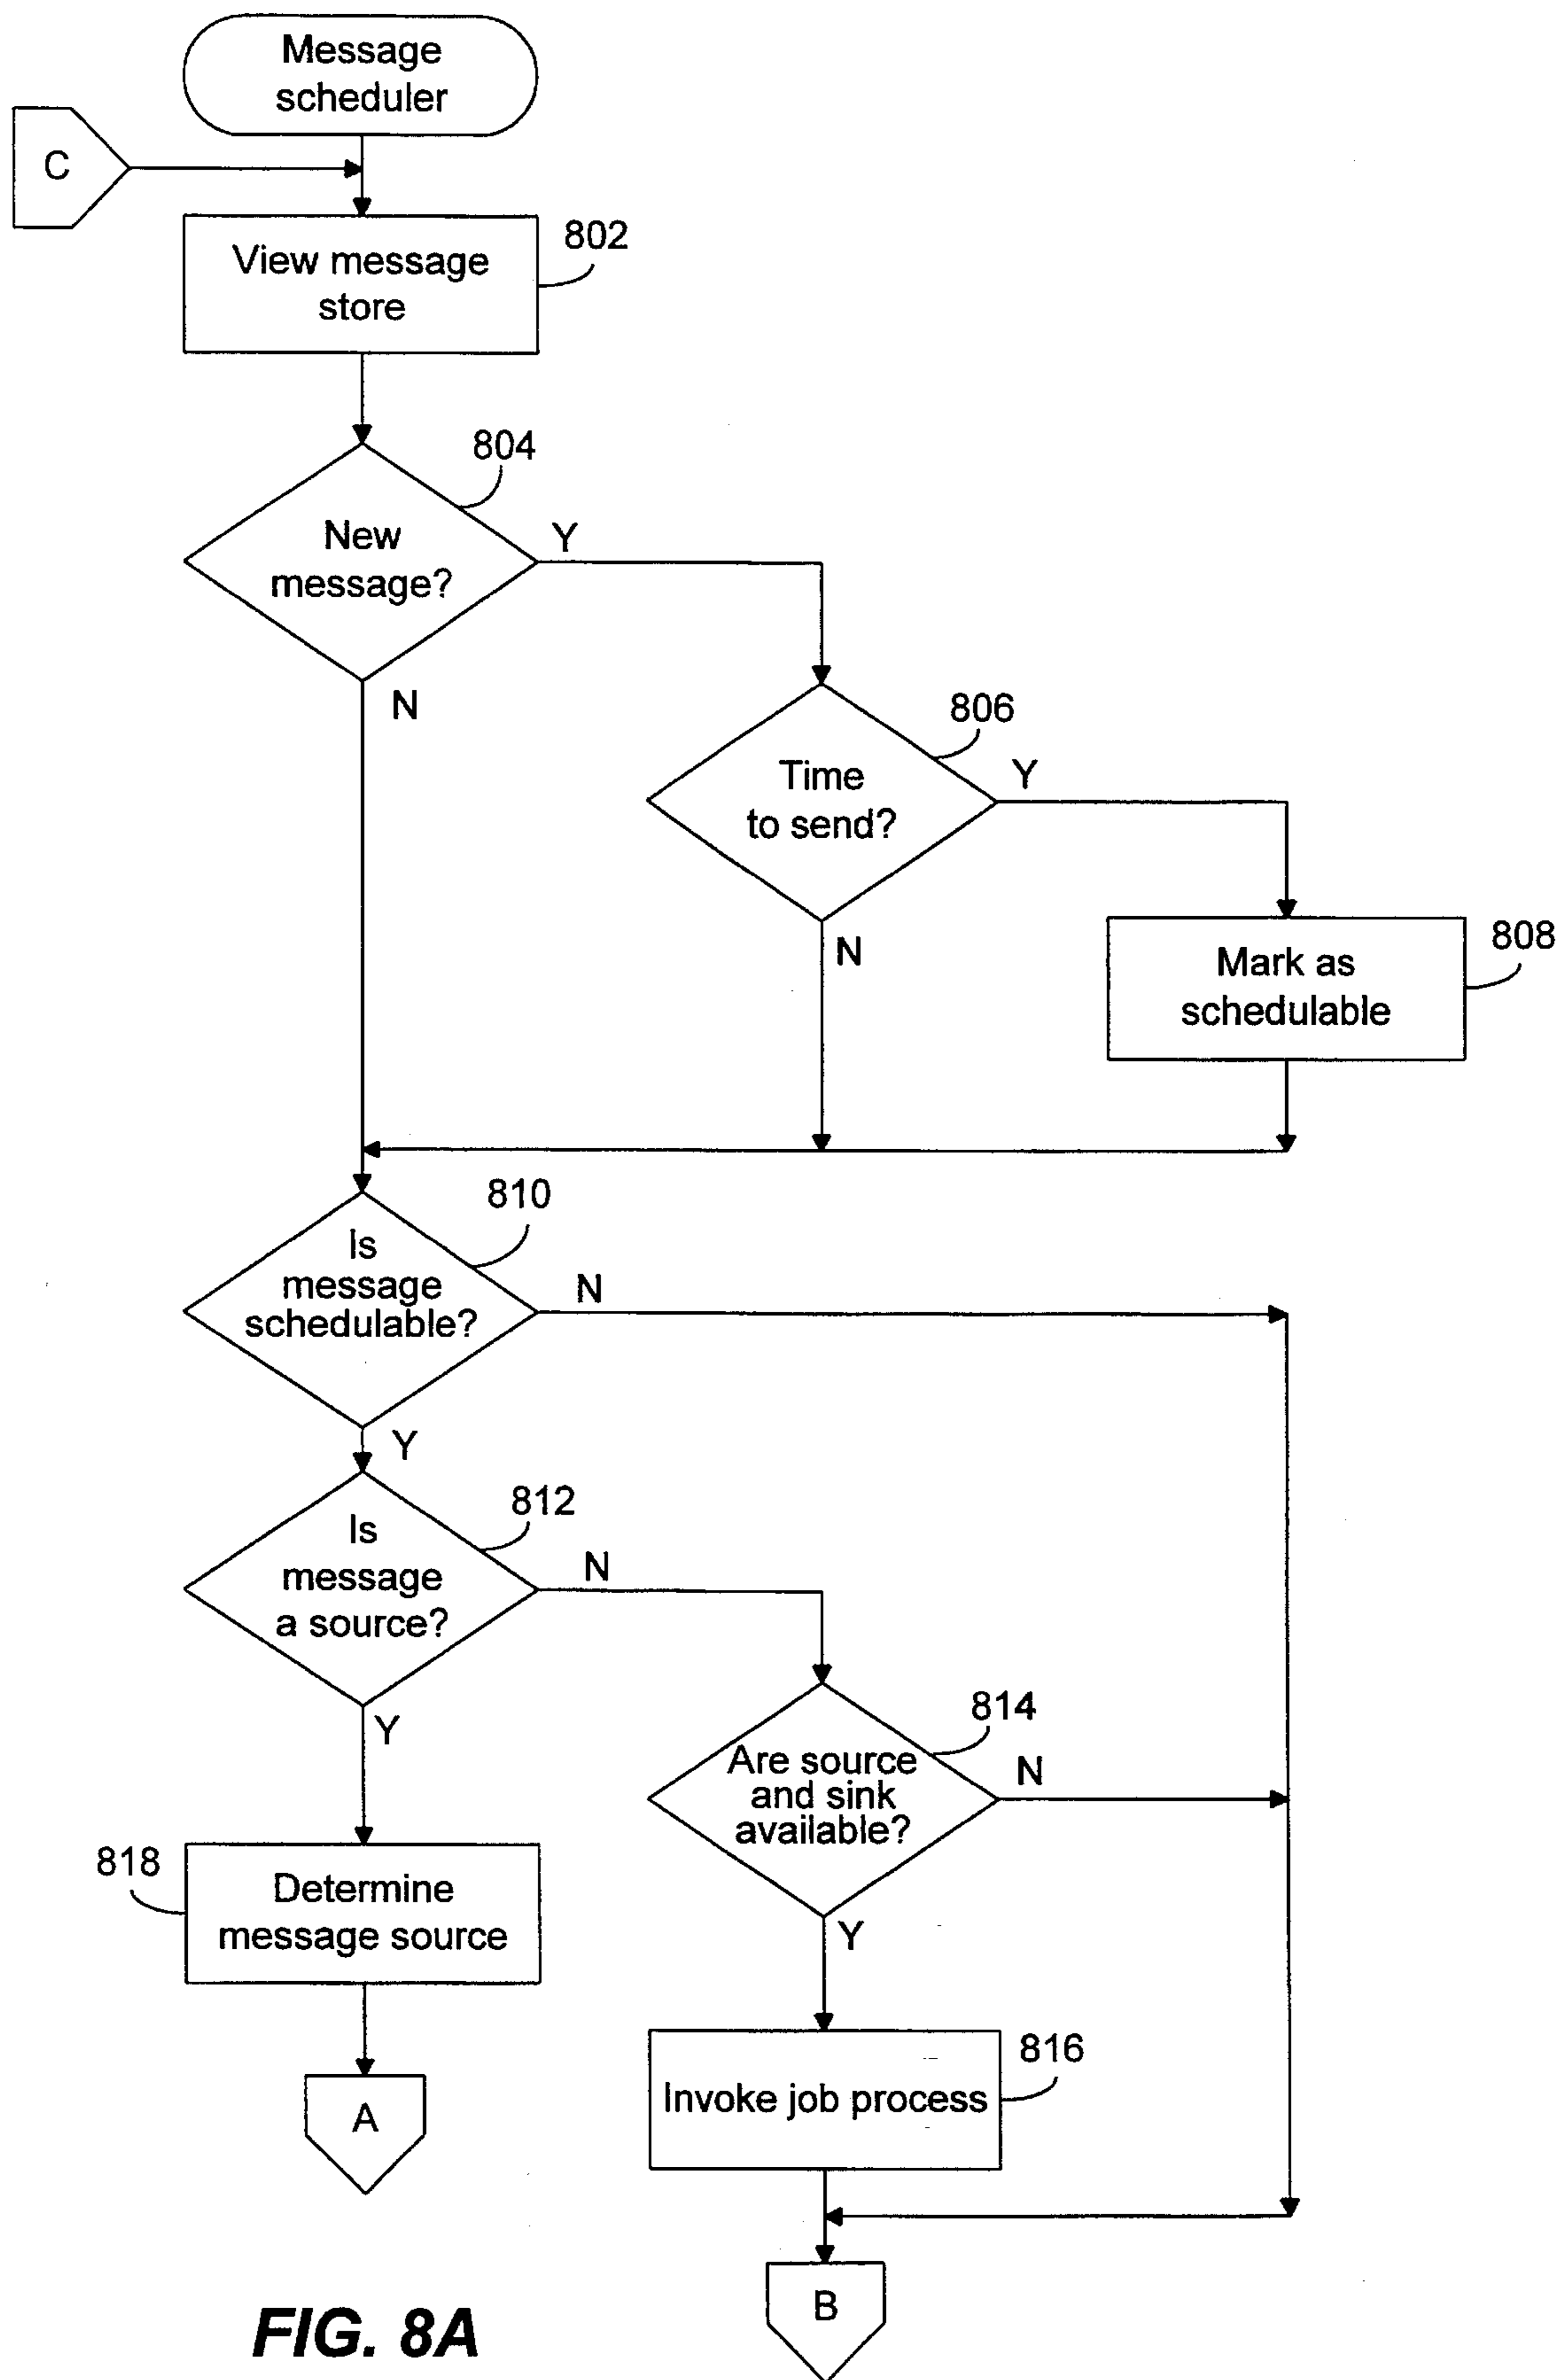 Message
scheduler
C
View message
store
802
804
New
message?
Y
N
806
Time
to send?
Y
N
Mark as
schedulable
808
810
Is
message
schedulable?
N
Y
812
Is
message
a source?
N
Y
814
Are source
and sink
available?
N
Y
818
Determine
message source
816
Invoke job process
A
B
FIG. 8A